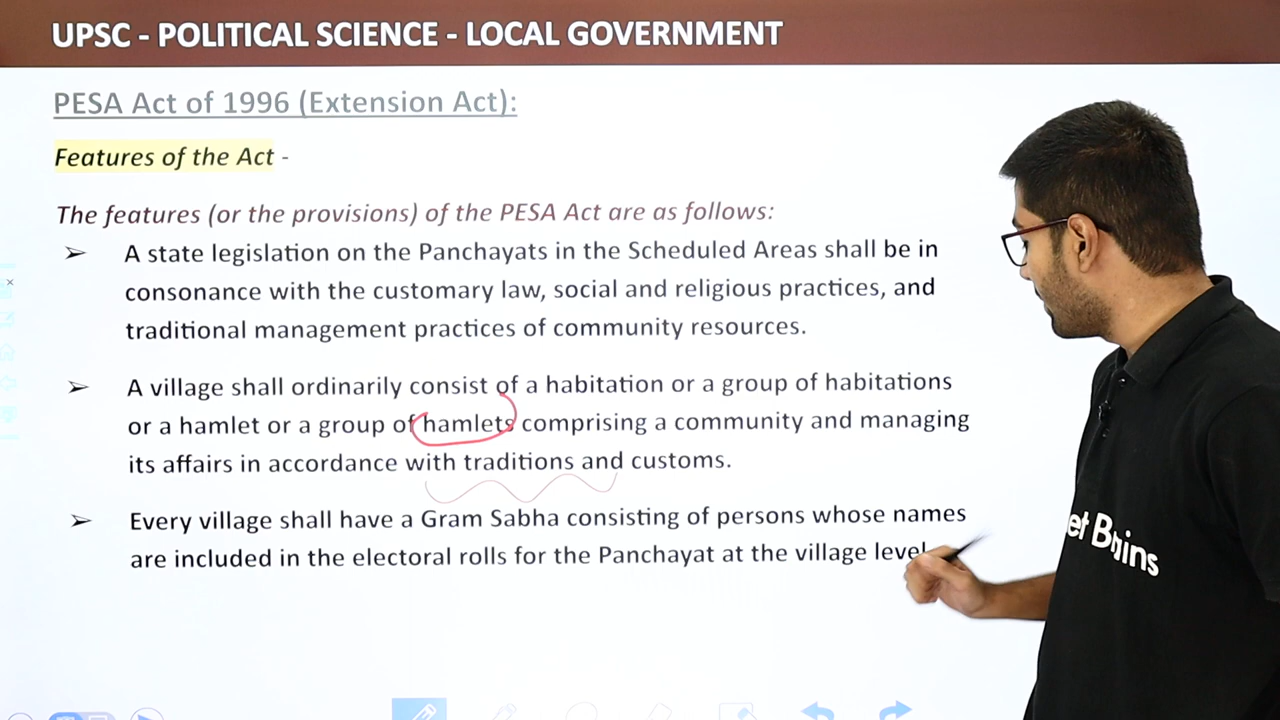 UPSC - POLITICAL SCIENCE - LOCAL GOVERNMENT
PESA Act of 1996 (Extension Act):
Features of the Act -
The features (or the provisions) of the PESA Act are as follows:
➢ A state legislation on the Panchayats in the Scheduled Areas shall be in
consonance with the customary law, social and religious practices, and
traditional management practices of community resources.
➢ A village shall ordinarily consist of a habitation or a group of habitations
or a hamlet or a group of hamlets comprising a community and managing
its affairs in accordance with traditions and customs.
➢ Every village shall have a Gram Sabha consisting of persons whose names
are included in the electoral rolls for the Panchayat at the village level
et Brains